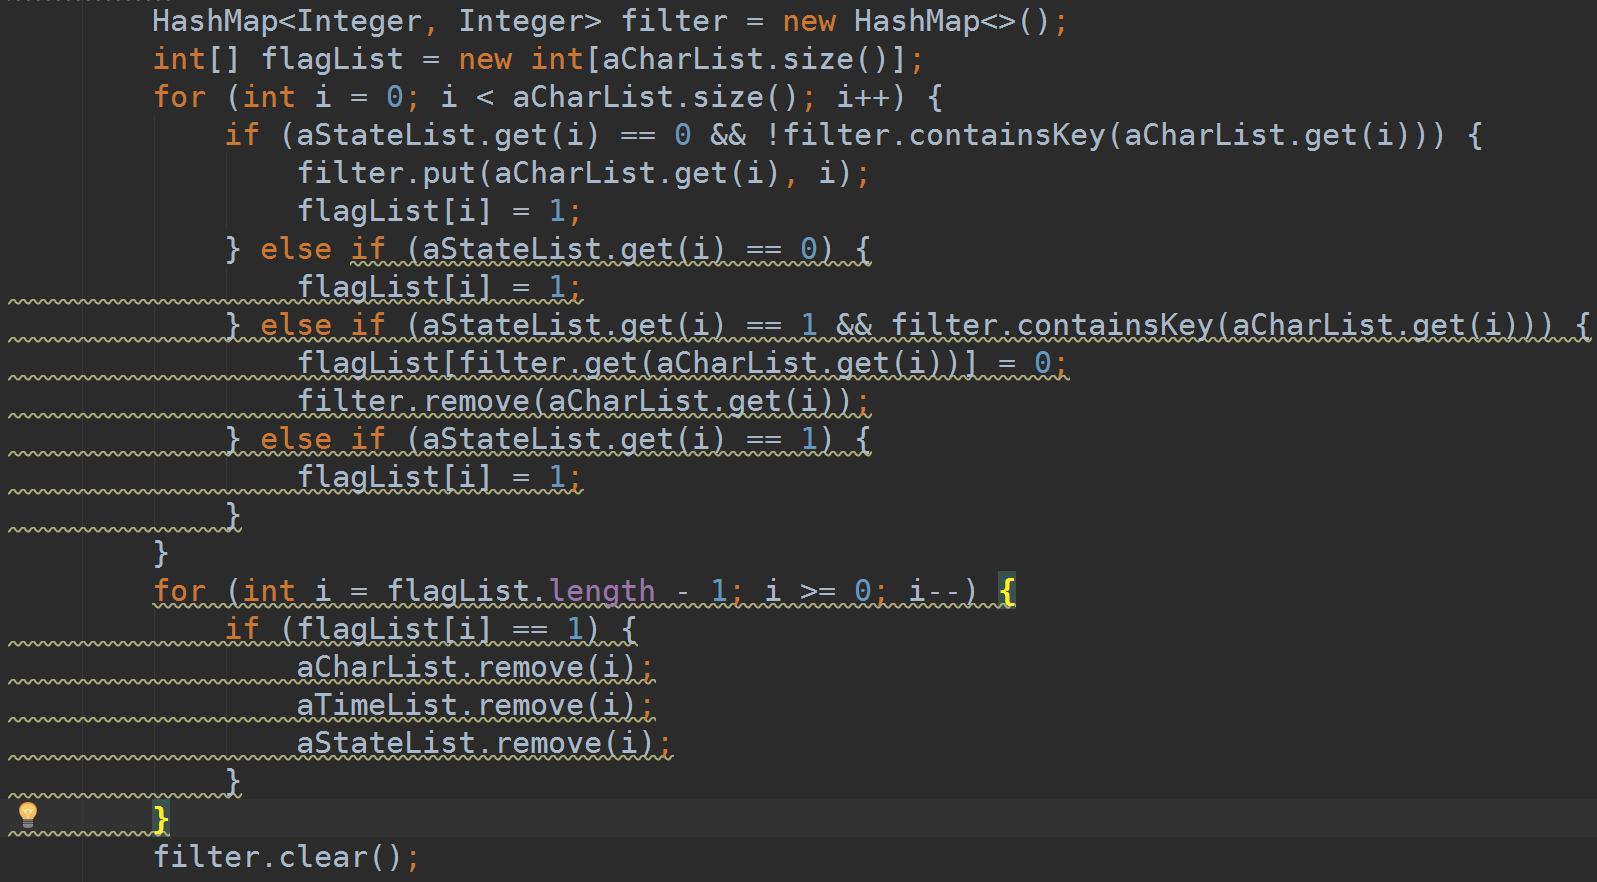 HashMap<Integer, Integer> filter = new HashMap<>();
int[] flagList = new int[aCharList.size()];
for (int i = 0; i < aCharList.size(); i++) {
    if (aStateList.get(i) == 0 && !filter.containsKey(aCharList.get(i))) {
        filter.put(aCharList.get(i), i);
        flagList[i] = 1;
    } else if (aStateList.get(i) == 0) {
        flagList[i] = 1;
    } else if (aStateList.get(i) == 1 && filter.containsKey(aCharList.get(i))) {
        flagList[filter.get(aCharList.get(i))] = 0;
        filter.remove(aCharList.get(i));
    } else if (aStateList.get(i) == 1) {
        flagList[i] = 1;
    }
}
for (int i = flagList.length - 1; i >= 0; i--) {
    if (flagList[i] == 1) {
        aCharList.remove(i);
        aTimeList.remove(i);
        aStateList.remove(i);
    }
}
filter.clear();